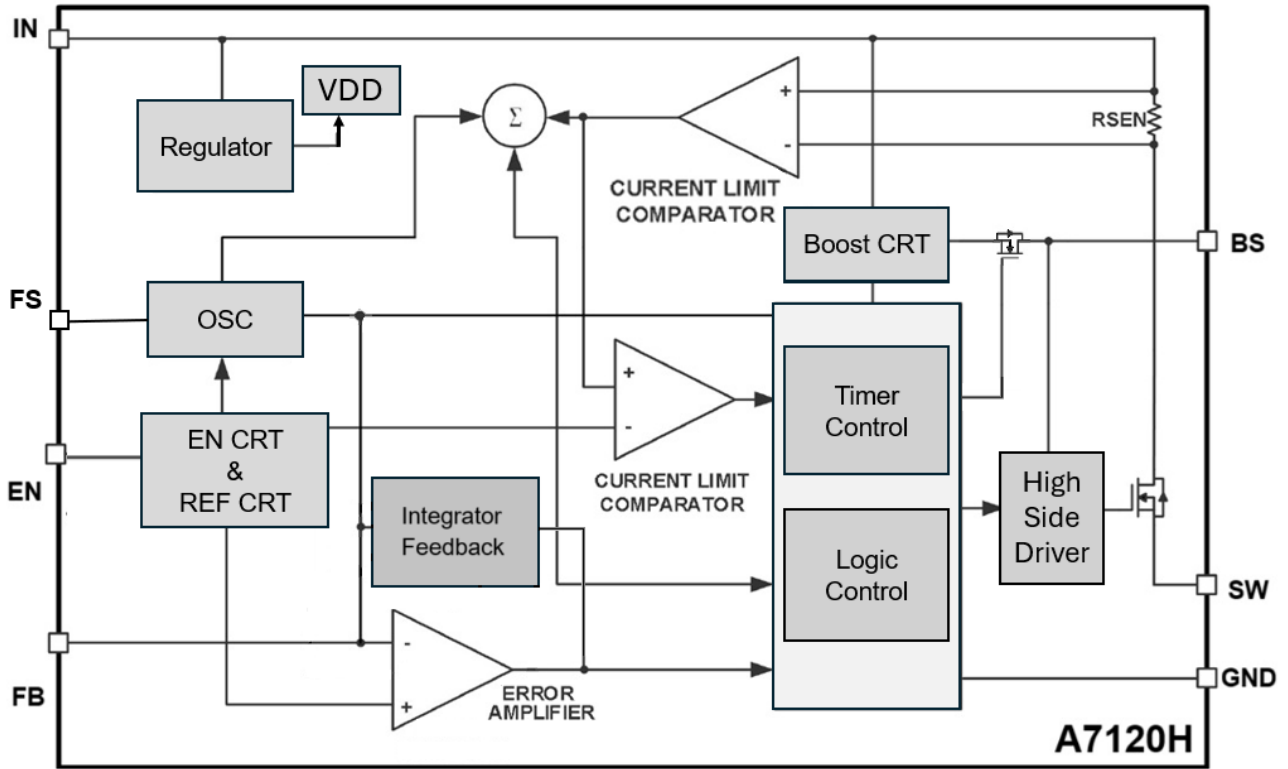 IN
VDD
Regulator
Σ
+
-
RSEN
CURRENT LIMIT
COMPARATOR
Boost CRT
BS
FS
OSC
+
-
CURRENT LIMIT
COMPARATOR
Timer
Control
EN CRT
&
REF CRT
EN
Integrator
Feedback
High
Side
Driver
Logic
Control
SW
FB
-
+
ERROR
AMPLIFIER
GND
A7120H